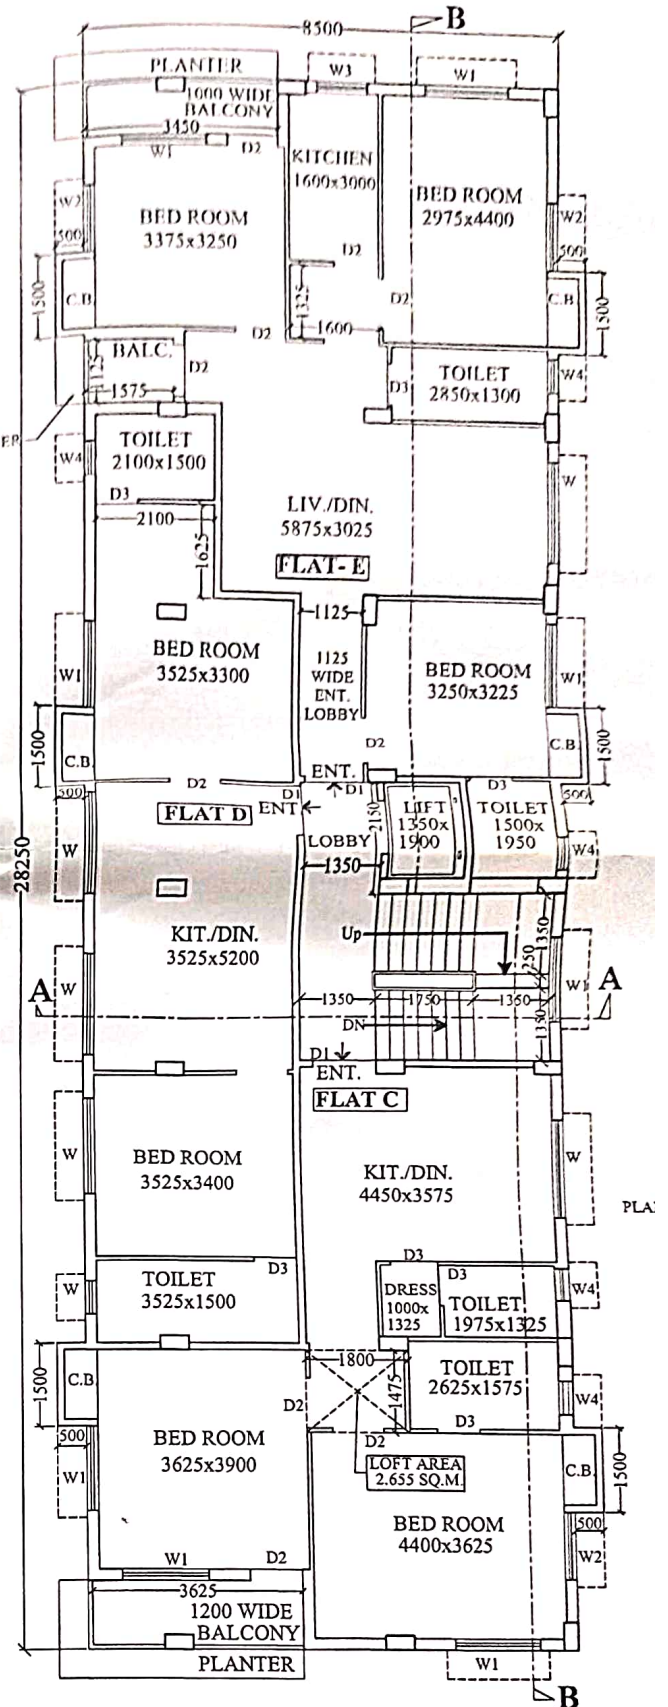 B
8500
PLANTER
1000 WIDE
BALCONY
3450
W3
W1
W1
D2
KITCHEN
1600x3000
BED ROOM
2975x4400
W2
500
BED ROOM
3375x3250
W2
500
D2
D2
1500
C.B.
1325
1600
D2
C.B.
1500
BALC.
D2
1125
1575
D3
TOILET
2850x1300
W4
W4
TOILET
2100x1500
D3
2100
1625
LIV./DIN.
5875x3025
FLAT- E
W
1125
W1
BED ROOM
3525x3300
1125
WIDE
ENT.
LOBBY
BED ROOM
3250x3225
W1
1500
C.B.
D2
C.B.
1500
500
D2
D1
ENT.
D1
D3
500
FLAT D
ENT
LOBBY
1350
2150
LIFT
1350x
1900
TOILET
1500x
1950
W4
28250
W
KIT./DIN.
3525x5200
Up
1350
250
W
W1
A
A
1350
1750
1350
1350
DN
D1
ENT.
FLAT C
W
BED ROOM
3525x3400
KIT./DIN.
4450x3575
W
D3
D3
D3
W
TOILET
3525x1500
DRESS
1000x
1325
TOILET
1975x1325
W4
1800
1500
C.B.
D2
1475
TOILET
2625x1575
W4
D3
D2
500
W1
BED ROOM
3625x3900
LOFT AREA
2.655 SQ.M.
C.B.
1500
BED ROOM
4400x3625
500
W2
W1
D2
3625
1200 WIDE
BALCONY
PLANTER
W1
B